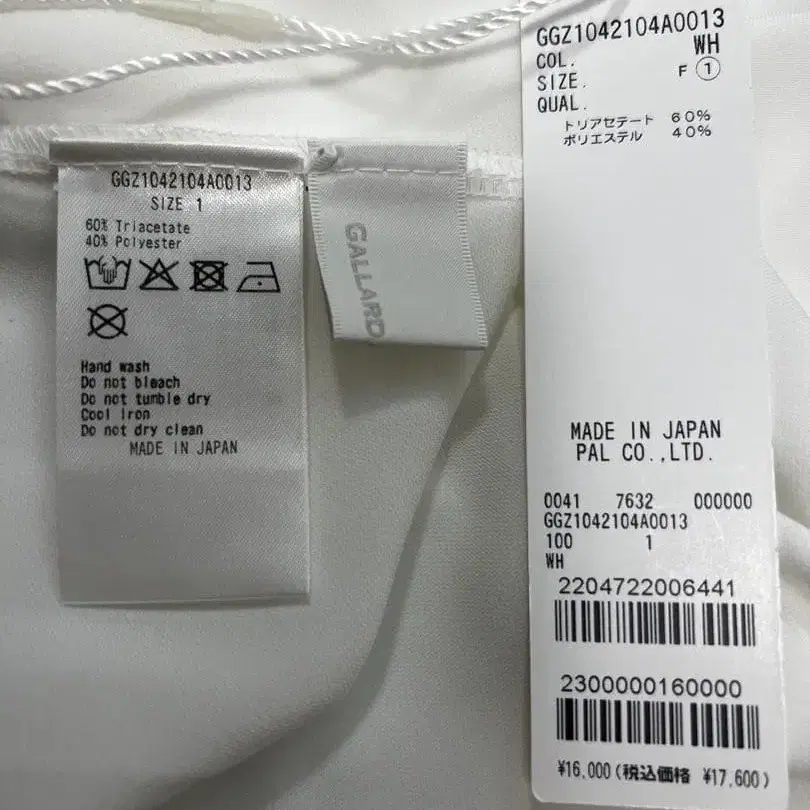 GGZ1042104A0013
SIZE 1
60% Triacetate
40% Polyester
Hand wash
Do not bleach
Do not tumble dry
Cool iron
Do not dry clean
MADE IN JAPAN
GALLARD
GGZ1042104A0013
COL. WH
SIZE. F ①
QUAL.
トリアセテート 60%
ポリエステル 40%
MADE IN JAPAN
PAL CO.,LTD.
0041 7632 000000
GGZ1042104A0013
100 1
WH
2204722006441
2300000160000
¥16,000(税込価格 ¥17,600)